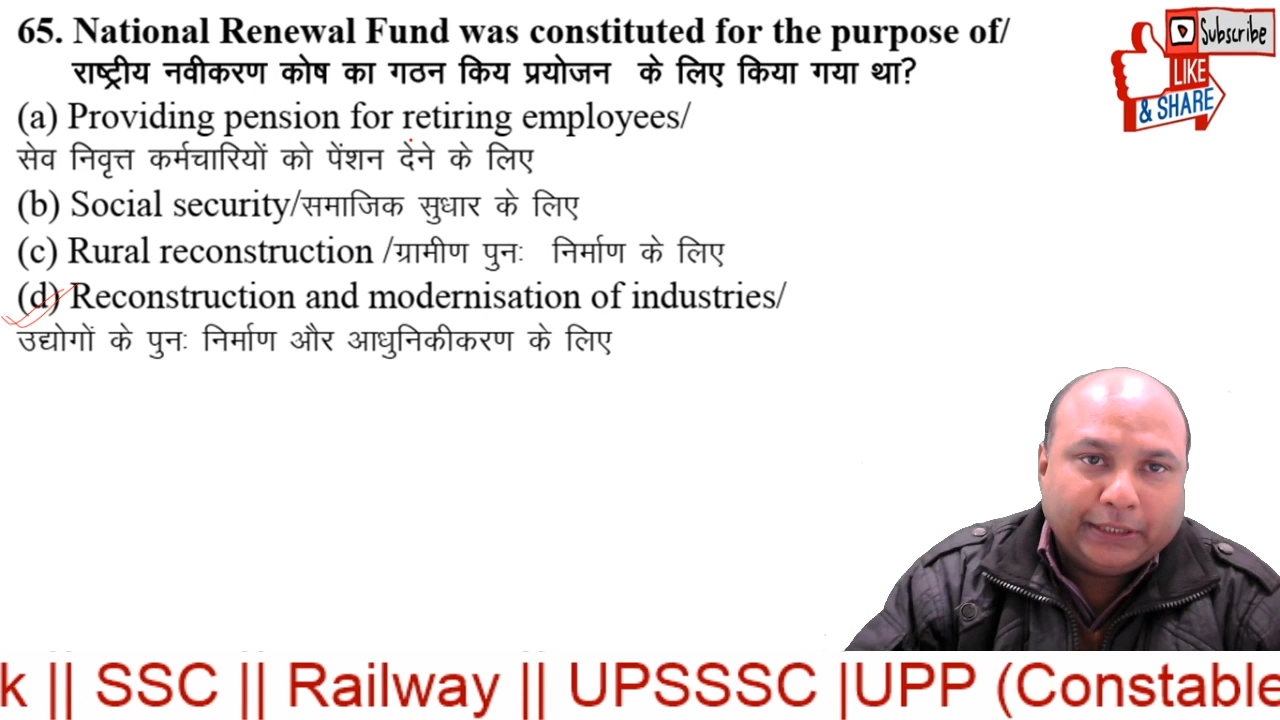 65. National Renewal Fund was constituted for the purpose of/
राष्ट्रीय नवीकरण कोष का गठन किय प्रयोजन के लिए किया गया था?
(a) Providing pension for retiring employees/
सेव निवृत्त कर्मचारियों को पेंशन देने के लिए
(b) Social security/समाजिक सुधार के लिए
(c) Rural reconstruction /ग्रामीण पुनः निर्माण के लिए
(d) Reconstruction and modernisation of industries/
उद्योगों के पुनः निर्माण और आधुनिकीकरण के लिए
Subscribe
LIKE
& SHARE
k || SSC || Railway || UPSSSC |UPP (Constable